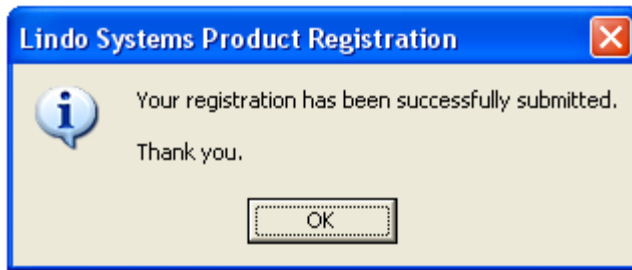 Lindo Systems Product Registration
Your registration has been successfully submitted.
Thank you.
OK